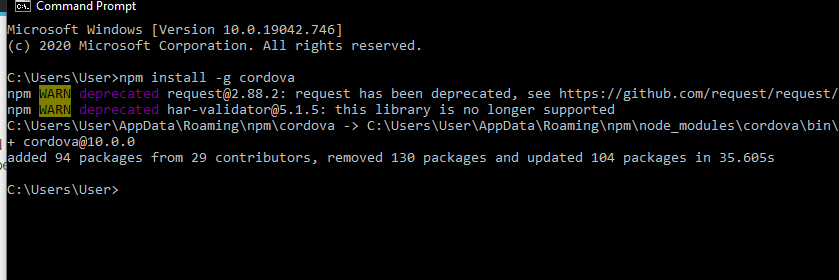 Command Prompt
Microsoft Windows [Version 10.0.19042.746]
(c) 2020 Microsoft Corporation. All rights reserved.
C:\Users\User>npm install -g cordova
npm WARN deprecated request@2.88.2: request has been deprecated, see https://github.com/request/request/
npm WARN deprecated har-validator@5.1.5: this library is no longer supported
C:\Users\User\AppData\Roaming\npm\cordova -> C:\Users\User\AppData\Roaming\npm\node_modules\cordova\bin\
+ cordova@10.0.0
added 94 packages from 29 contributors, removed 130 packages and updated 104 packages in 35.605s
C:\Users\User>